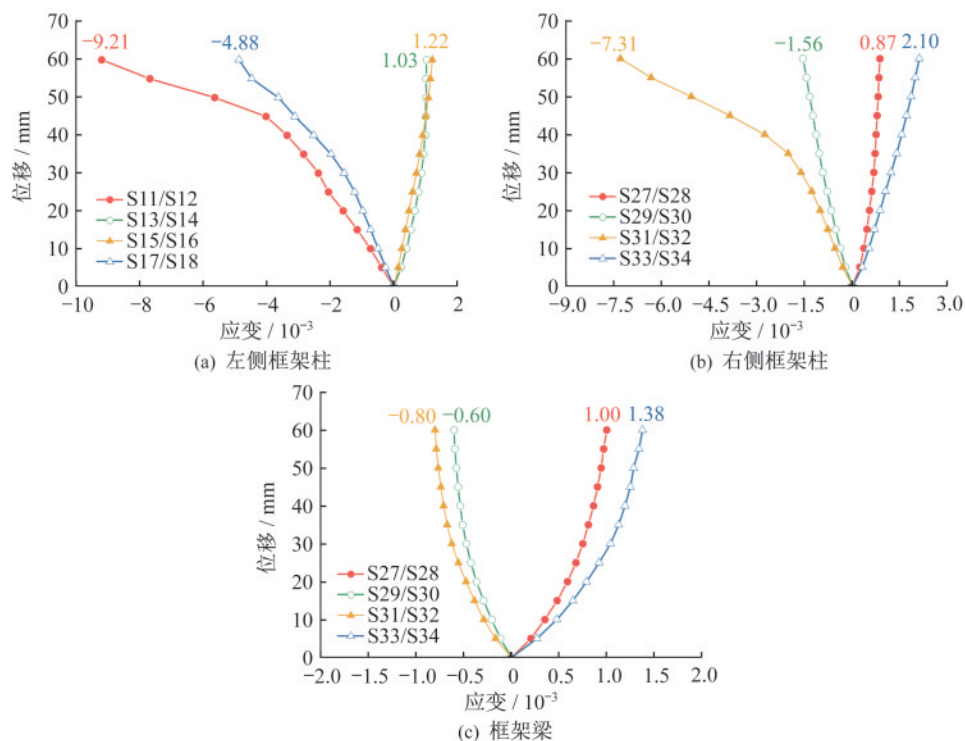 70
60
50
40
30
20
10
0
位移 / mm
−9.21
−4.88
1.22
1.03
S11/S12
S13/S14
S15/S16
S17/S18
−10 −8 −6 −4 −2 0 2
应变 / 10⁻³
(a) 左侧框架柱
70
60
50
40
30
20
10
0
位移 / mm
−7.31
−1.56
0.87
2.10
S27/S28
S29/S30
S31/S32
S33/S34
−9.0 −7.5 −6.0 −4.5 −3.0 −1.5 0 1.5 3.0
应变 / 10⁻³
(b) 右侧框架柱
70
60
50
40
30
20
10
0
位移 / mm
−0.80
−0.60
1.00
1.38
S27/S28
S29/S30
S31/S32
S33/S34
−2.0 −1.5 −1.0 −0.5 0 0.5 1.0 1.5 2.0
应变 / 10⁻³
(c) 框架梁